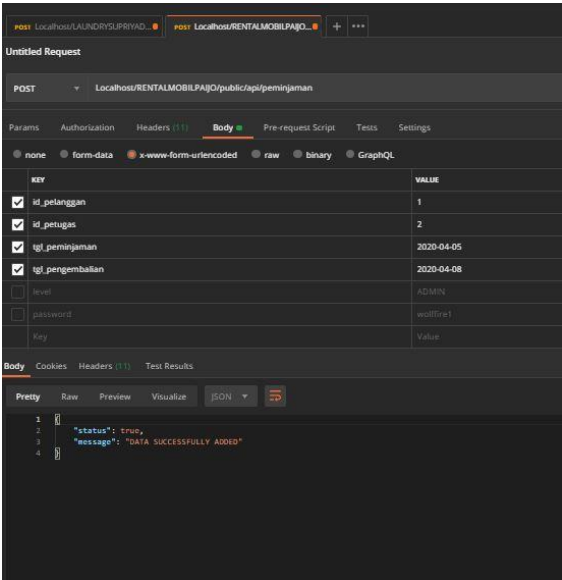 POST Localhost/LAUNDRYSUPRIYAD... POST Localhost/RENTALMOBILPAIJO... + •••
Untitled Request
POST Localhost/RENTALMOBILPAIJO/public/api/peminjaman
Params Authorization Headers (11) Body Pre-request Script Tests Settings
none form-data x-www-form-urlencoded raw binary GraphQL
KEY VALUE
id_pelanggan 1
id_petugas 2
tgl_peminjaman 2020-04-05
tgl_pengembalian 2020-04-08
level ADMIN
password wolffire1
Key Value
Body Cookies Headers (11) Test Results
Pretty Raw Preview Visualize JSON
1 {
2 "status": true,
3 "message": "DATA SUCCESSFULLY ADDED"
4 }